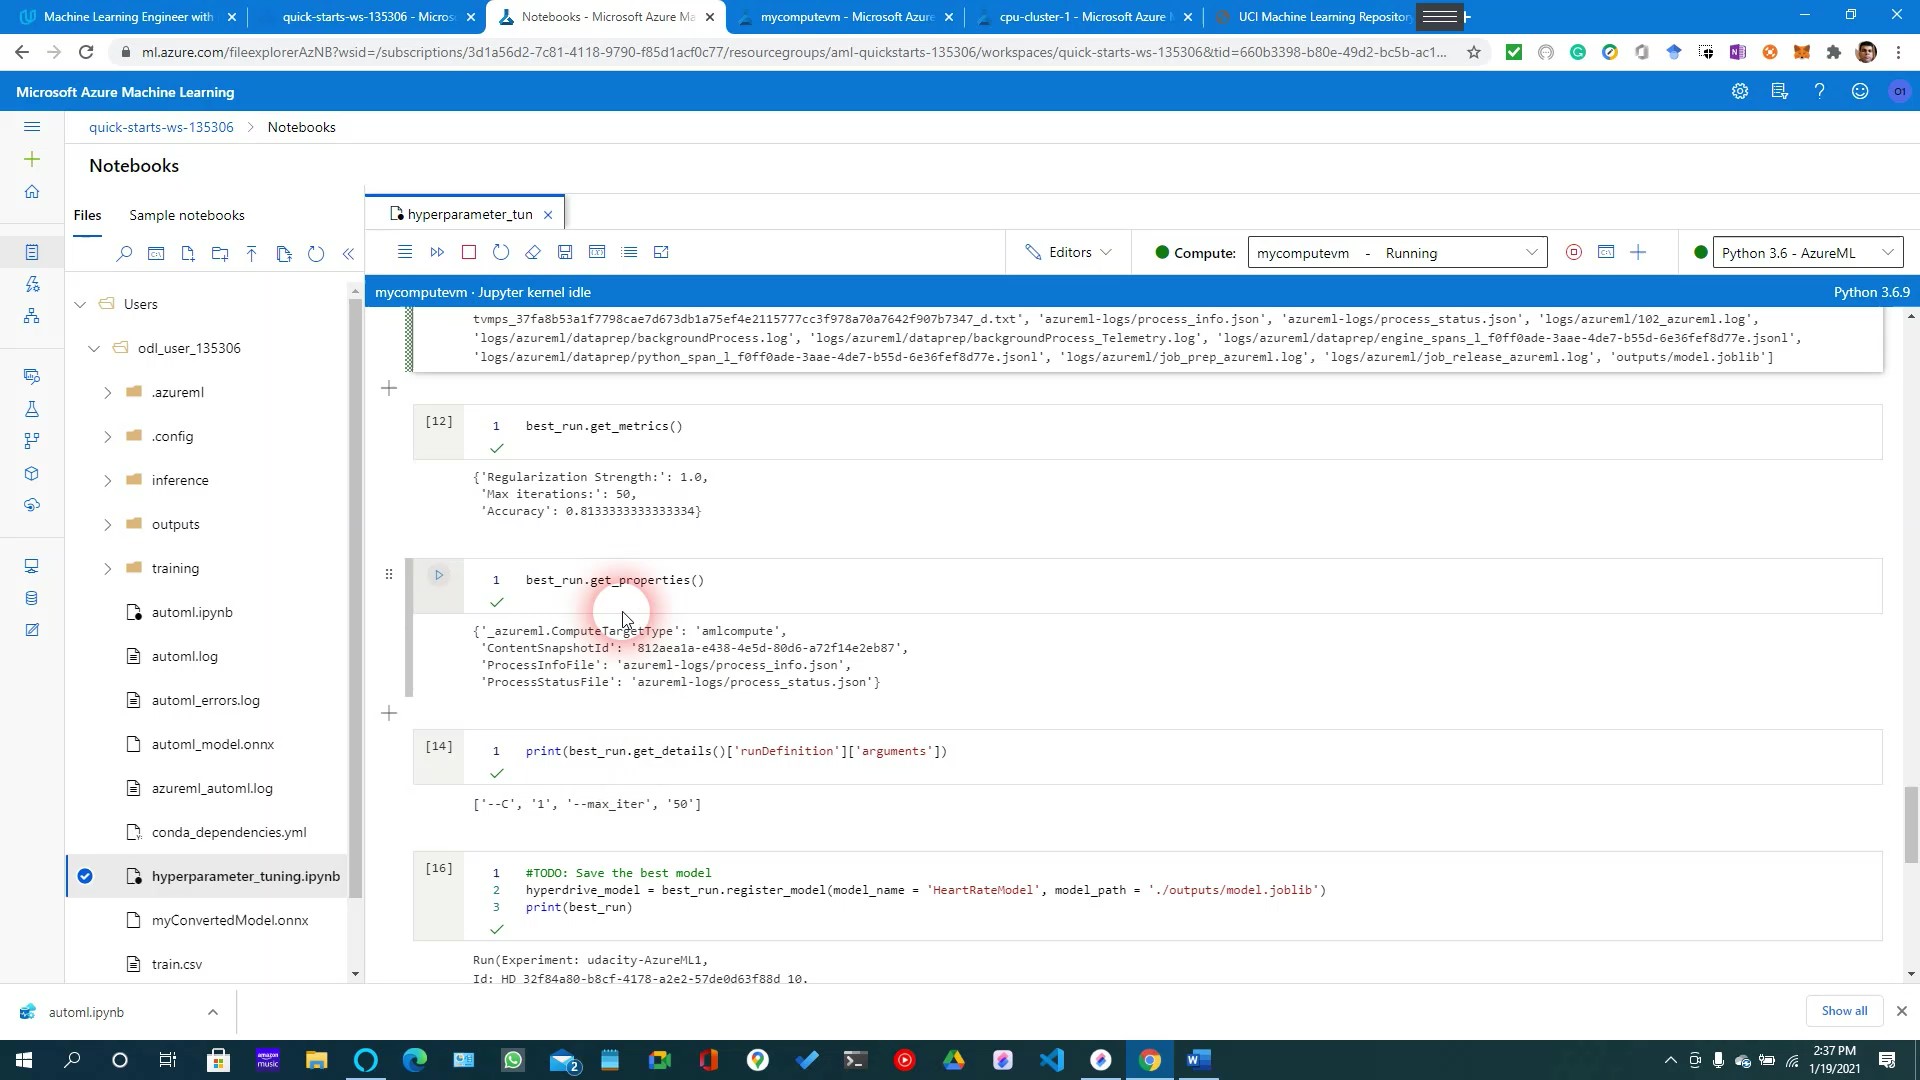 Machine Learning Engineer with
quick-starts-ws-135306 - Micros
Notebooks - Microsoft Azure Ma
mycomputevm - Microsoft Azure
cpu-cluster-1 - Microsoft Azure
UCI Machine Learning Repository
ml.azure.com/fileexplorerAzNB?wsid=/subscriptions/3d1a56d2-7c81-4118-9790-f85d1acf0c77/resourcegroups/aml-quickstarts-135306/workspaces/quick-starts-ws-135306&tid=660b3398-b80e-49d2-bc5b-ac1...
Microsoft Azure Machine Learning
O1
quick-starts-ws-135306 > Notebooks
Notebooks
Files
Sample notebooks
hyperparameter_tun
Editors
Compute:
mycomputevm - Running
Python 3.6 - AzureML
mycomputevm · Jupyter kernel idle
Python 3.6.9
Users
odl_user_135306
.azureml
.config
inference
outputs
training
automl.ipynb
automl.log
automl_errors.log
automl_model.onnx
azureml_automl.log
conda_dependencies.yml
hyperparameter_tuning.ipynb
myConvertedModel.onnx
train.csv
tvmps_37fa8b53a1f7798cae7d673db1a75ef4e2115777cc3f978a70a7642f907b7347_d.txt', 'azureml-logs/process_info.json', 'azureml-logs/process_status.json', 'logs/azureml/102_azureml.log',
'logs/azureml/dataprep/backgroundProcess.log', 'logs/azureml/dataprep/backgroundProcess_Telemetry.log', 'logs/azureml/dataprep/engine_spans_l_f0ff0ade-3aae-4de7-b55d-6e36fef8d77e.jsonl',
'logs/azureml/dataprep/python_span_l_f0ff0ade-3aae-4de7-b55d-6e36fef8d77e.jsonl', 'logs/azureml/job_prep_azureml.log', 'logs/azureml/job_release_azureml.log', 'outputs/model.joblib']
[12]
1 best_run.get_metrics()
{'Regularization Strength:': 1.0,
'Max iterations:': 50,
'Accuracy': 0.8133333333333334}
1 best_run.get_properties()
{'_azureml.ComputeTargetType': 'amlcompute',
'ContentSnapshotId': '812aea1a-e438-4e5d-80d6-a72f14e2eb87',
'ProcessInfoFile': 'azureml-logs/process_info.json',
'ProcessStatusFile': 'azureml-logs/process_status.json'}
[14]
1 print(best_run.get_details()['runDefinition']['arguments'])
['--C', '1', '--max_iter', '50']
[16]
1 #TODO: Save the best model
2 hyperdrive_model = best_run.register_model(model_name = 'HeartRateModel', model_path = './outputs/model.joblib')
3 print(best_run)
Run(Experiment: udacity-AzureML1,
Id: HD_32f84a80-b8cf-4178-a2e2-57de0d63f88d_10,
automl.ipynb
Show all
amazon
music
2
2:37 PM
1/19/2021